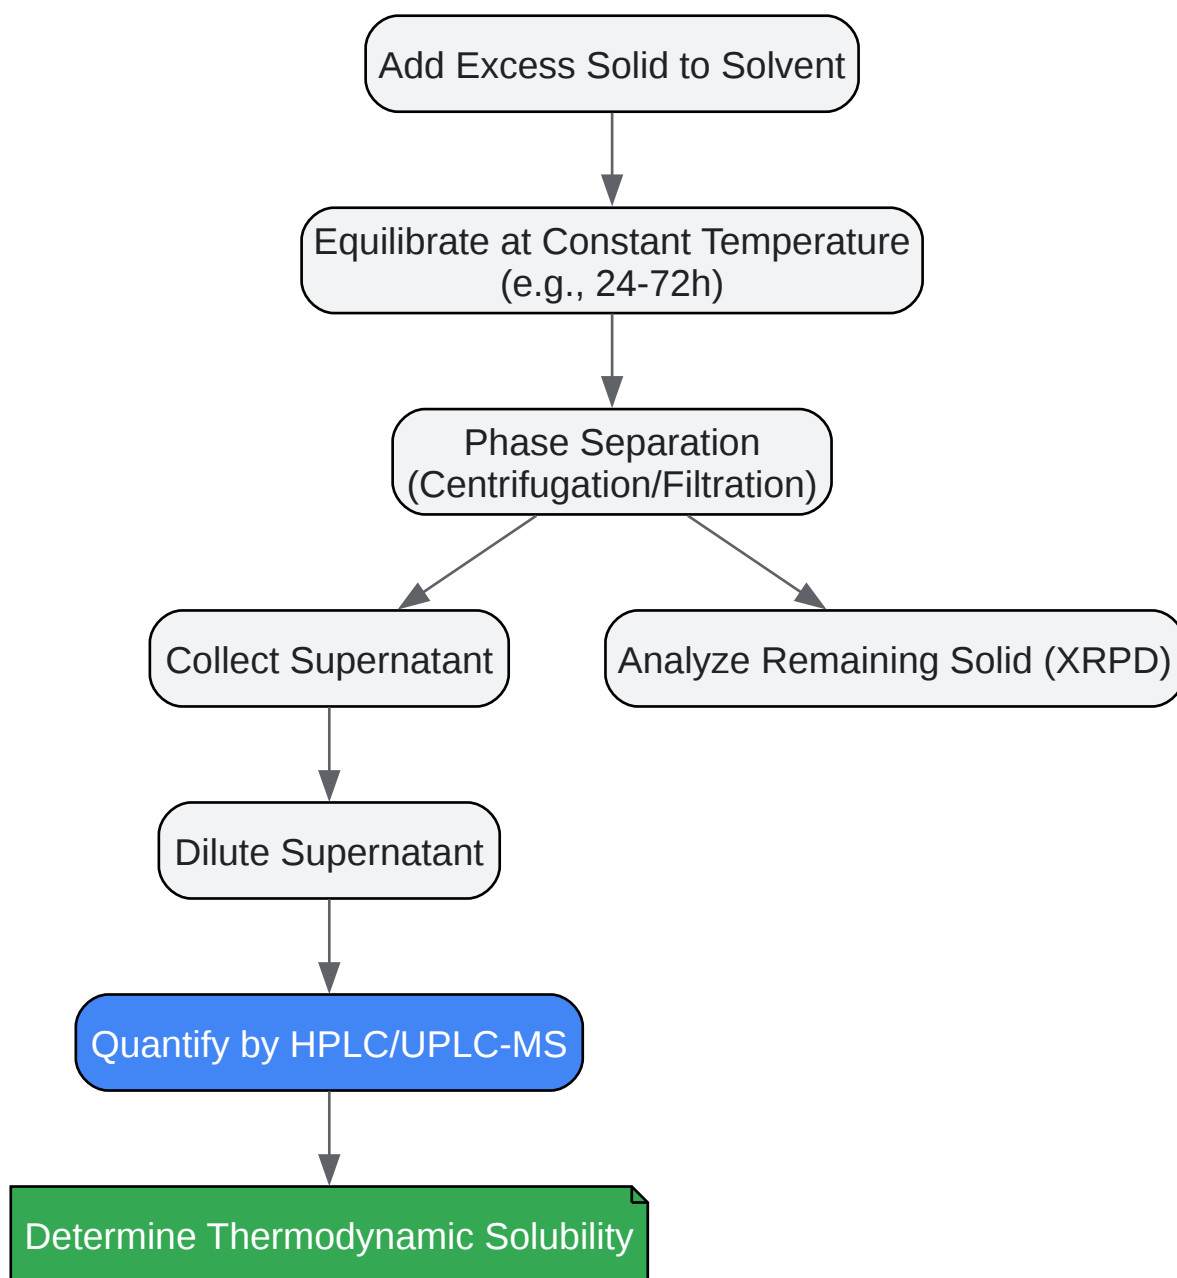 Add Excess Solid to Solvent
Equilibrate at Constant Temperature
(e.g., 24-72h)
Phase Separation
(Centrifugation/Filtration)
Collect Supernatant
Analyze Remaining Solid (XRPD)
Dilute Supernatant
Quantify by HPLC/UPLC-MS
Determine Thermodynamic Solubility